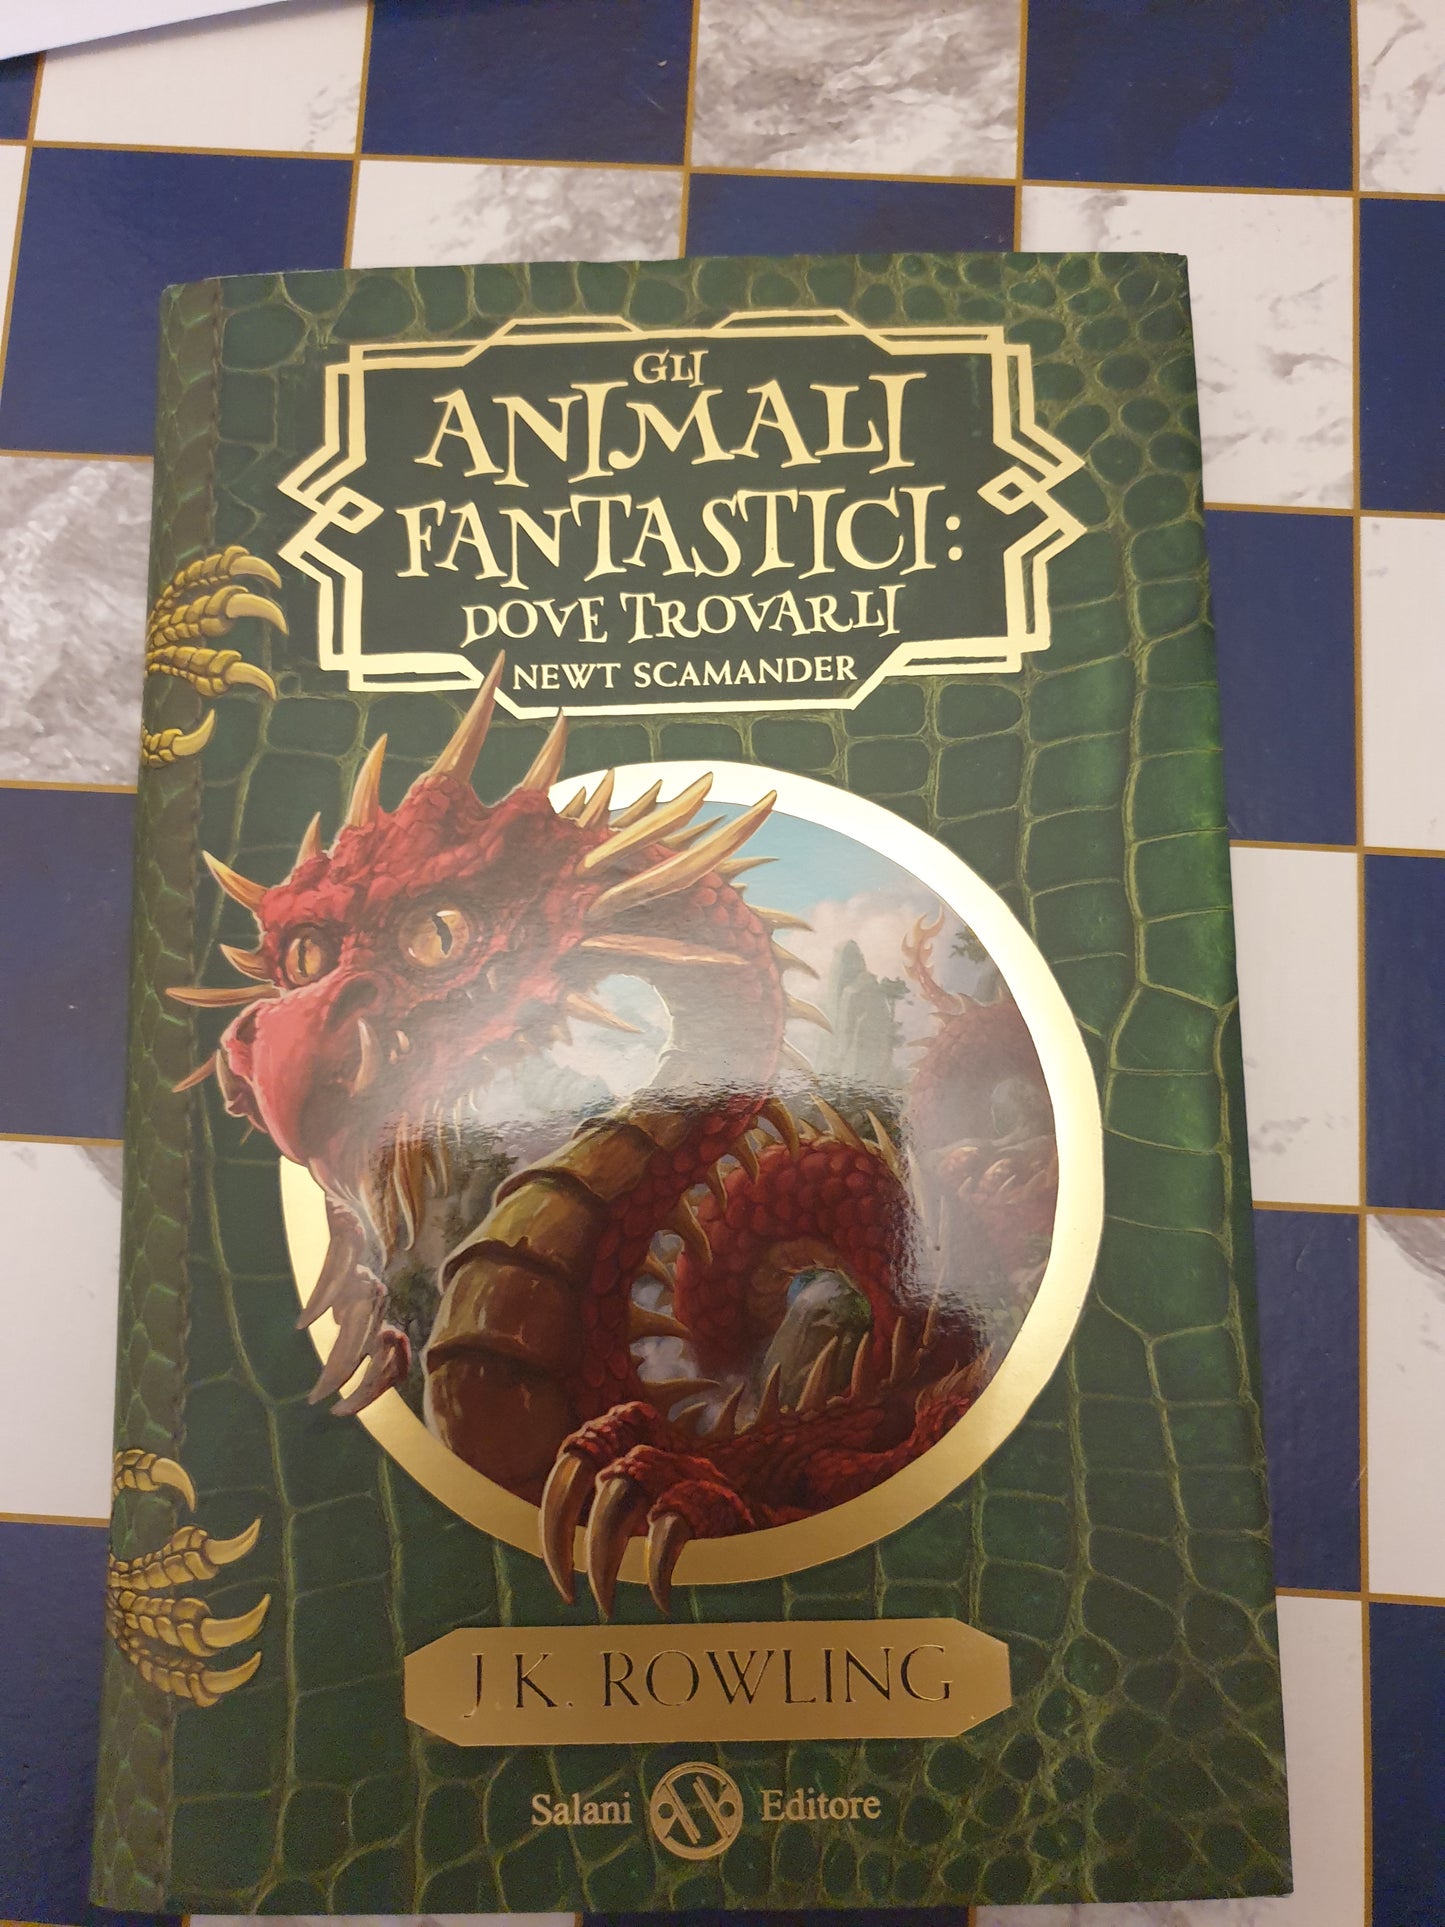 GLI
ANIMALI
FANTASTICI:
DOVE TROVARLI
NEWT SCAMANDER
J.K. ROWLING
Salani Editore